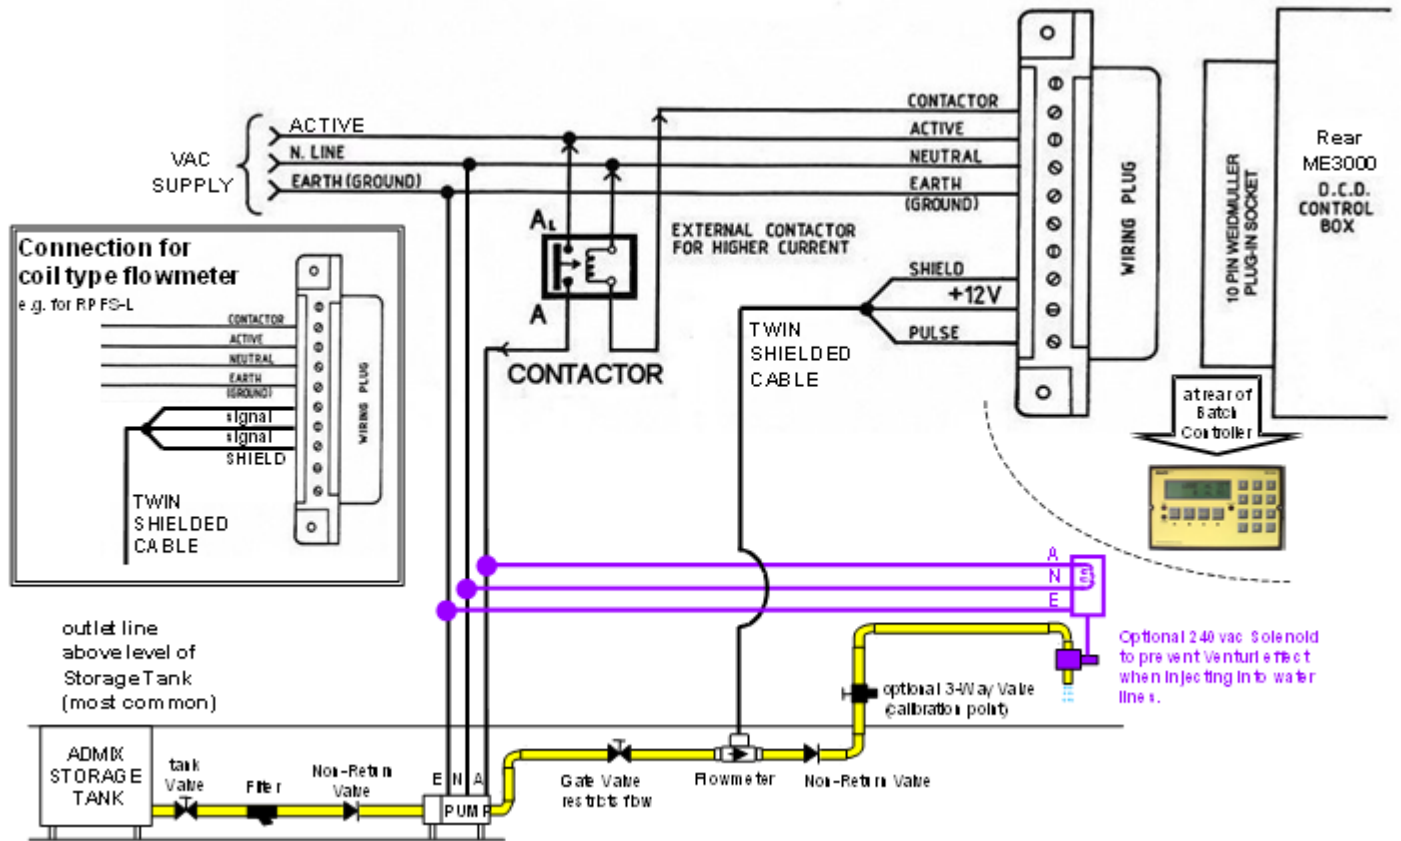 CONTACTOR
ACTIVE
NEUTRAL
EARTH
(GROUND)
ACTIVE
N. LINE
EARTH (GROUND)
VAC
SUPPLY
AL
A
EXTERNAL CONTACTOR
FOR HIGHER CURRENT
CONTACTOR
SHIELD
+12V
PULSE
TWIN
SHIELDED
CABLE
WIRING PLUG
10 PIN WEIDMULLER
PLUG-IN SOCKET
Rear
ME3000
D.C.D.
CONTROL
BOX
at rear of
Batch
Controller
Connection for
coil type flowmeter
e.g. for RPFS-L
CONTACTOR
ACTIVE
NEUTRAL
EARTH
(GROUND)
signal
signal
SHIELD
WIRING PLUG
TWIN
SHIELDED
CABLE
A
N
E
Optional 240 vac Solenoid
to prevent Venturi effect
when injecting into water
lines.
outlet line
above level of
Storage Tank
(most common)
optional 3-Way Valve
(calibration point)
ADMIX
STORAGE
TANK
tank
Valve
Filter
Non-Return
Valve
E N A
PUMP
Gate Valve
restricts flow
Flowmeter
Non-Return Valve